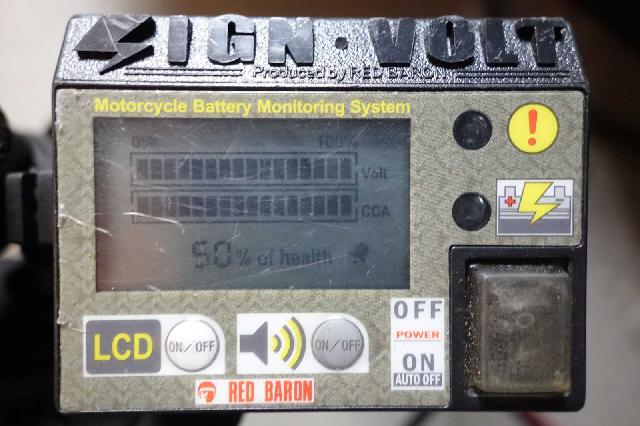 IGN·VOLT
Produced by RED BARON
Motorcycle Battery Monitoring System
0% 100%
Volt
CCA
50% of health
LCD ON/OFF ON/OFF
OFF
POWER
ON
AUTO OFF
RED BARON